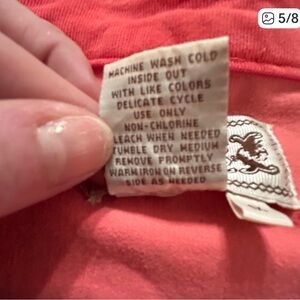 5/8
MACHINE WASH COLD
INSIDE OUT
WITH LIKE COLORS
DELICATE CYCLE
USE ONLY
NON-CHLORINE
LEACH WHEN NEEDED
TUMBLE DRY MEDIUM
REMOVE PROMPTLY
WARM IRON ON REVERSE
SIDE AS NEEDED